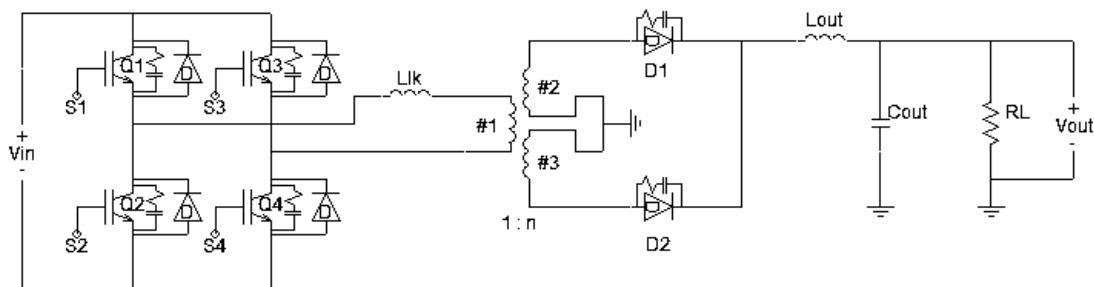 Lout
D1
Q1
D
Q3
D
Llk
#2
S1
S3
#1
Cout
RL
+
Vin
-
+
Vout
-
#3
Q2
D
Q4
D
1 : n
D2
S2
S4